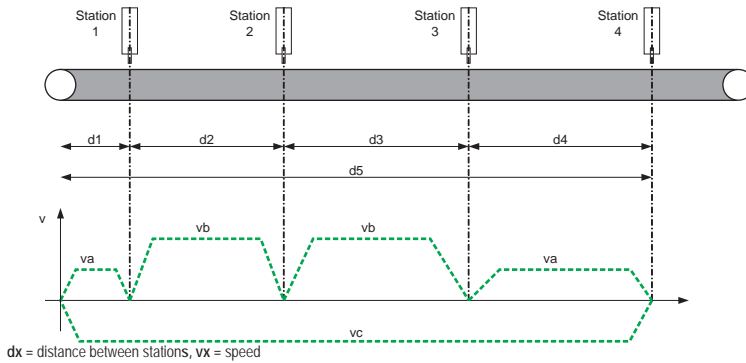 Station
1
Station
2
Station
3
Station
4
d1
d2
d3
d4
d5
v
va
vb
vb
va
vc
dx = distance between stations, vx = speed